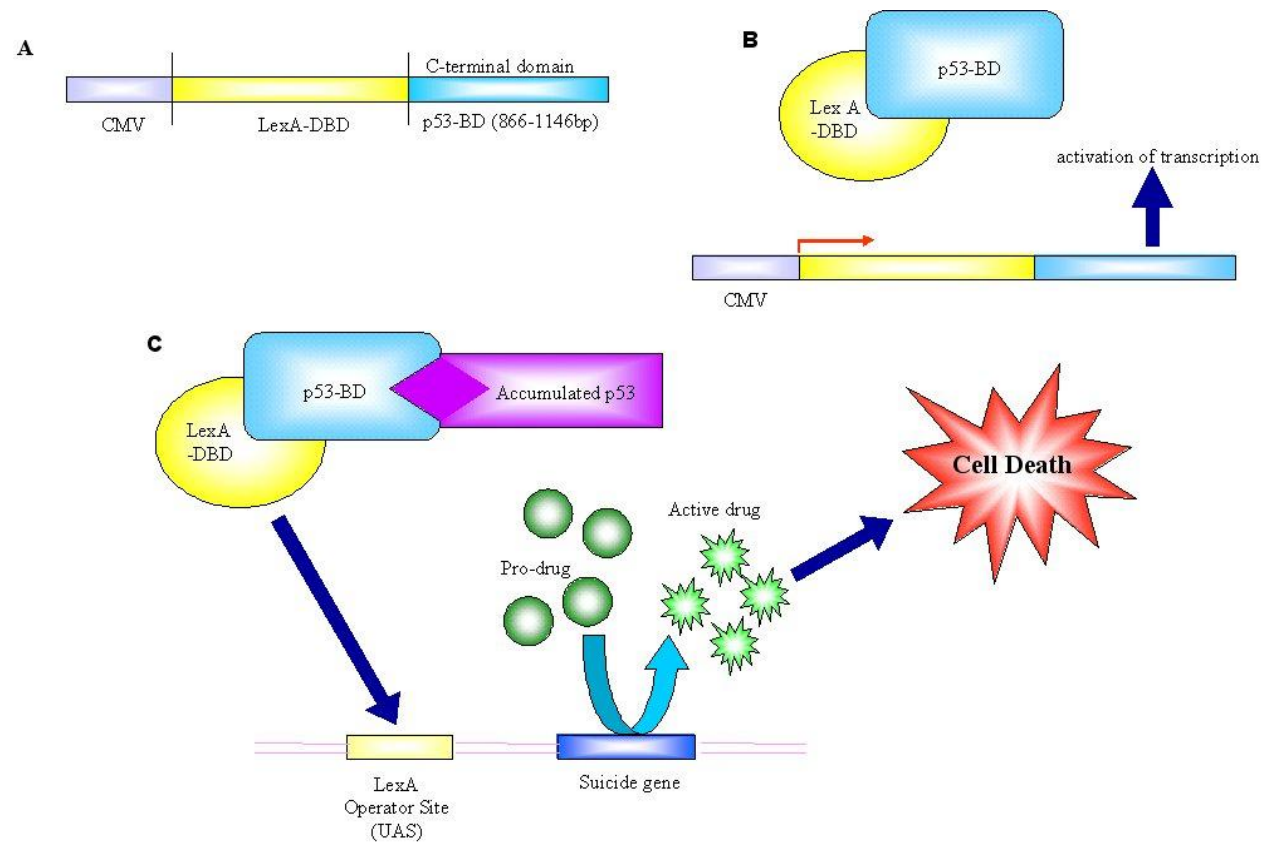 A
C-terminal domain
CMV
LexA-DBD
p53-BD (866-1146bp)
B
p53-BD
Lex A
-DBD
activation of transcription
CMV
C
p53-BD
Accumulated p53
LexA
-DBD
Cell Death
Active drug
Pro-drug
LexA
Operator Site
(UAS)
Suicide gene